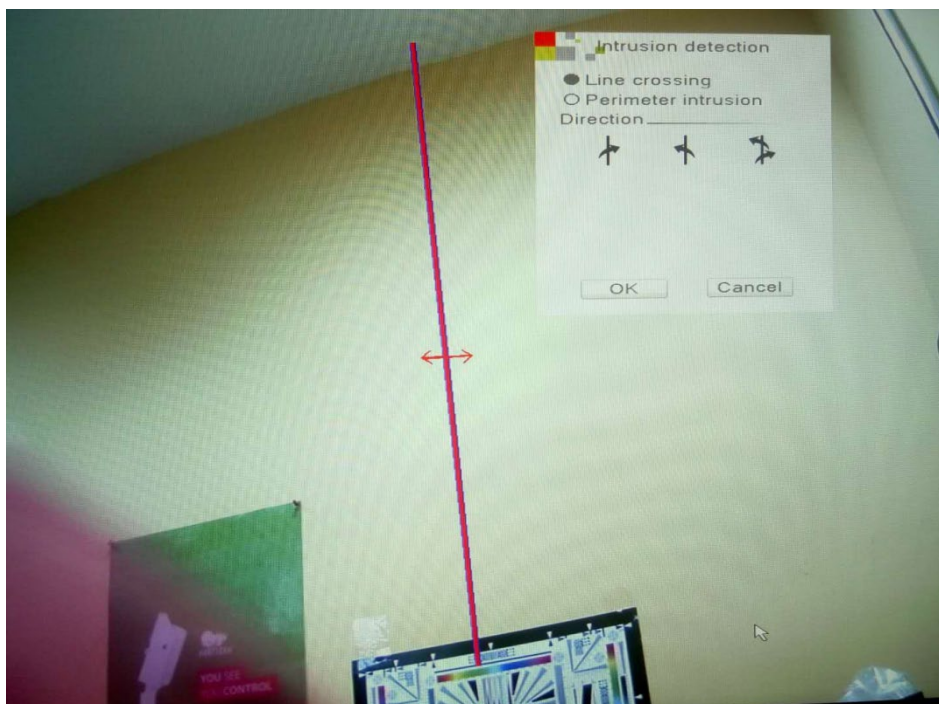 Intrusion detection
Line crossing
Perimeter intrusion
Direction
OK
Cancel
YOU SEE
CONTROL